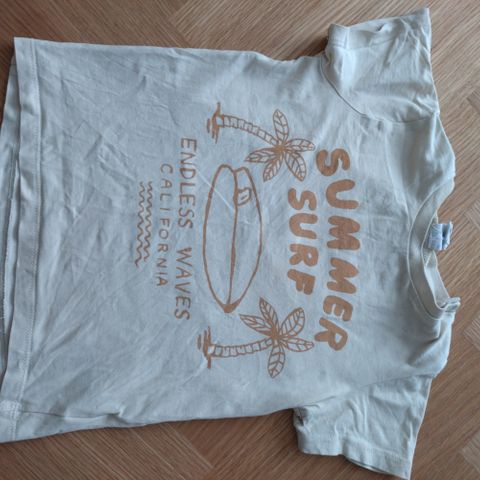 SUMMER
SURF
ENDLESS WAVES
CALIFORNIA